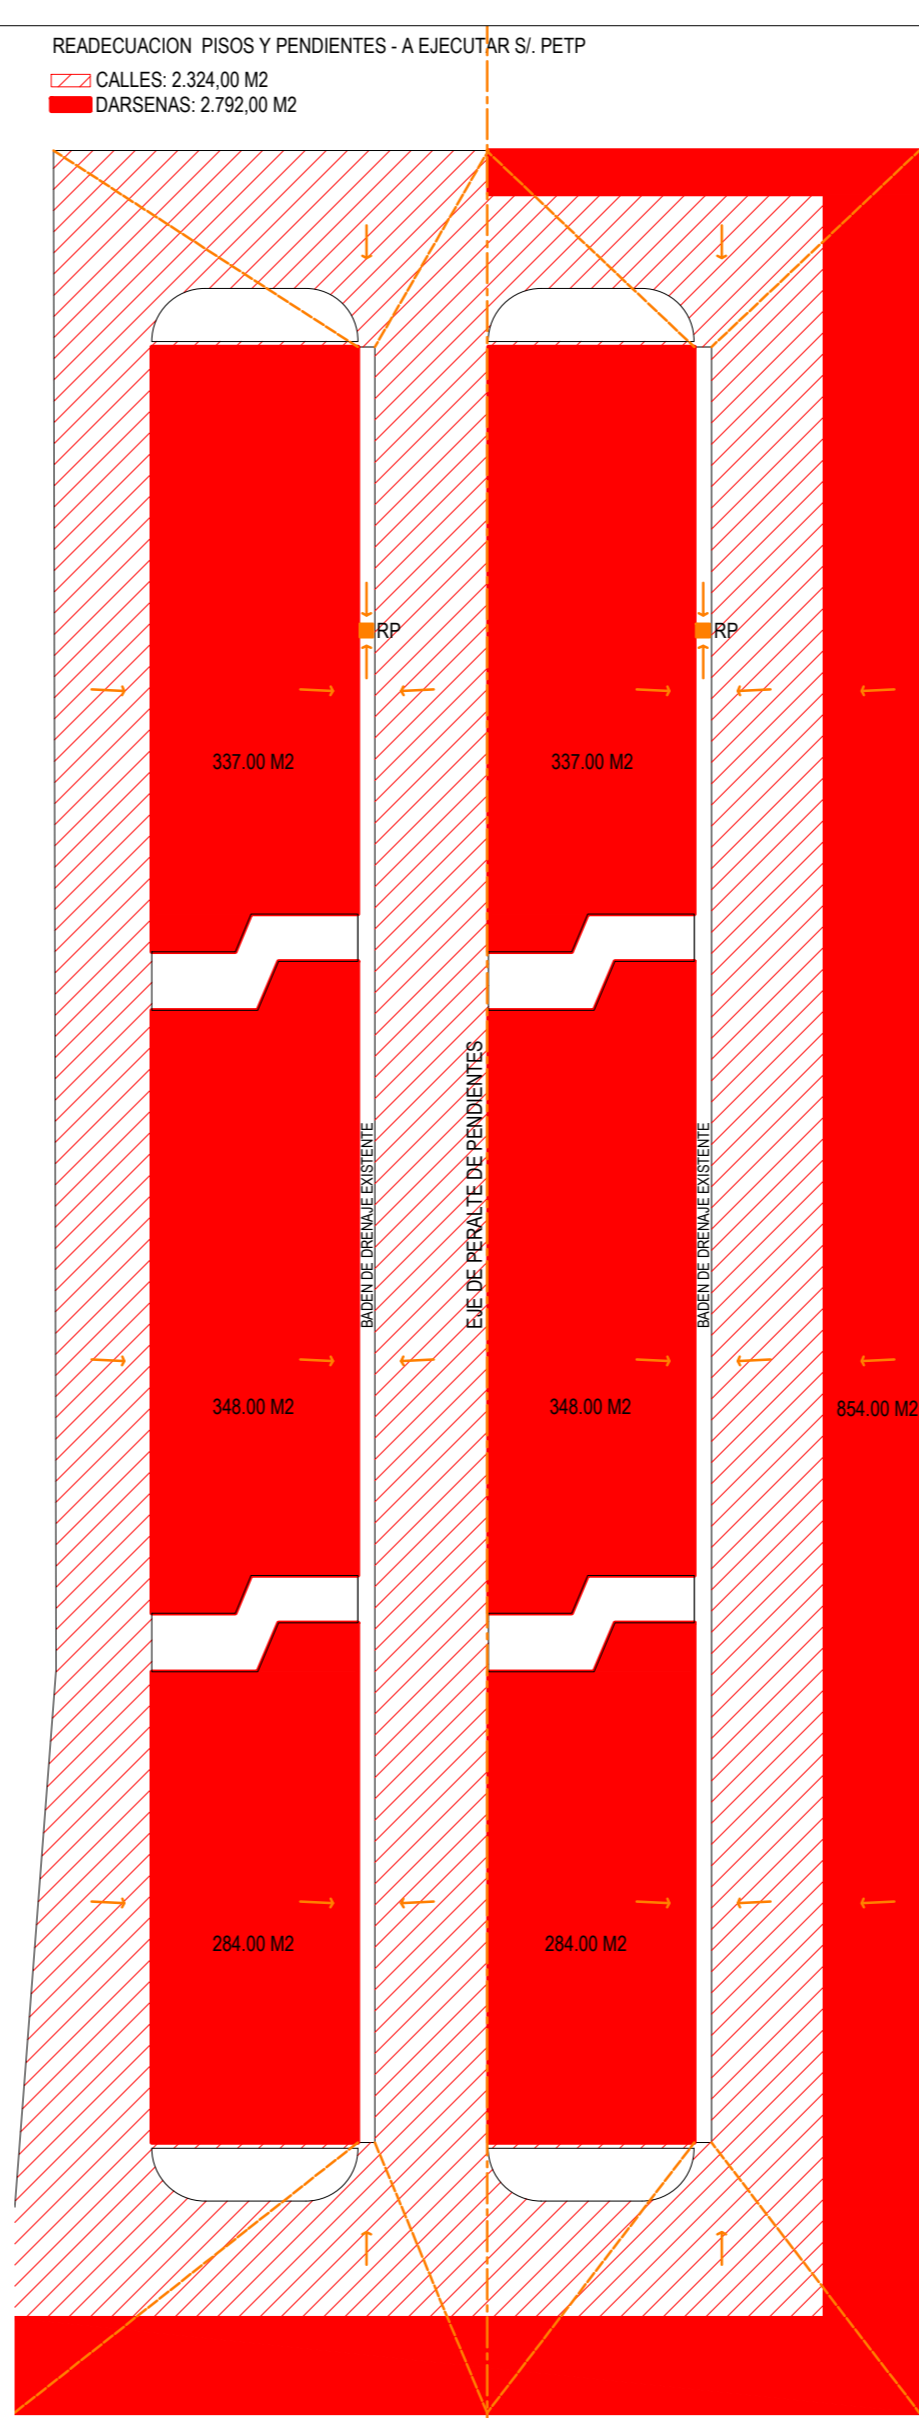 READECUACION PISOS Y PENDIENTES - A EJECUTAR S/. PETP
CALLES: 2.324,00 M2
DARSENAS: 2.792,00 M2
RP
RP
337.00 M2
337.00 M2
BADEN DE DRENAJE EXISTENTE
EJE DE PERALTE DE PENDIENTES
BADEN DE DRENAJE EXISTENTE
348.00 M2
348.00 M2
854.00 M2
284.00 M2
284.00 M2